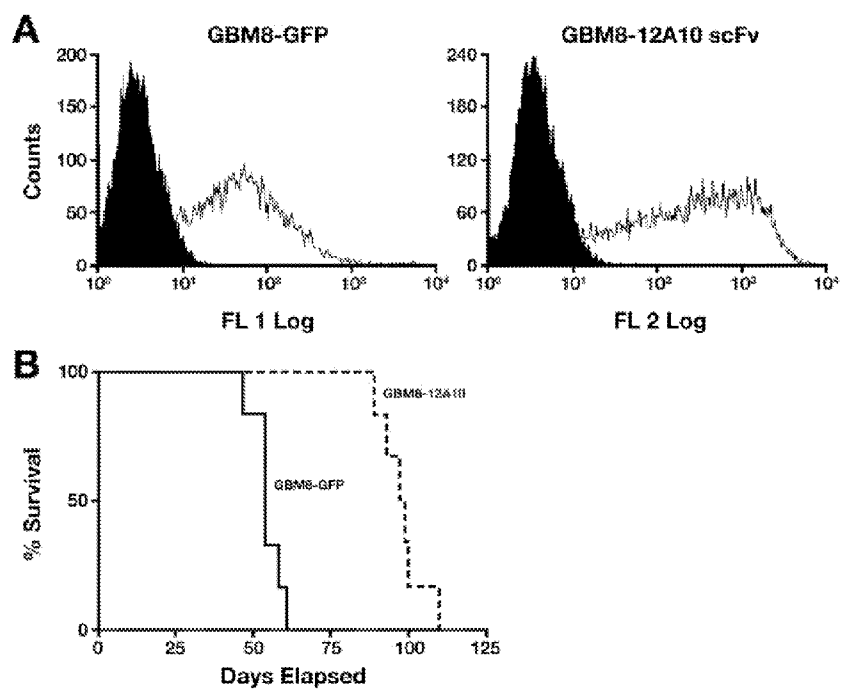 A
GBM8-GFP
GBM8-12A10 scFv
Counts
200
150
100
50
0
10⁰ 10¹ 10² 10³ 10⁴
FL 1 Log
240
180
120
60
0
10⁰ 10¹ 10² 10³ 10⁴
FL 2 Log
B
% Survival
100
50
0
GBM8-12A10
GBM8-GFP
0 25 50 75 100 125
Days Elapsed